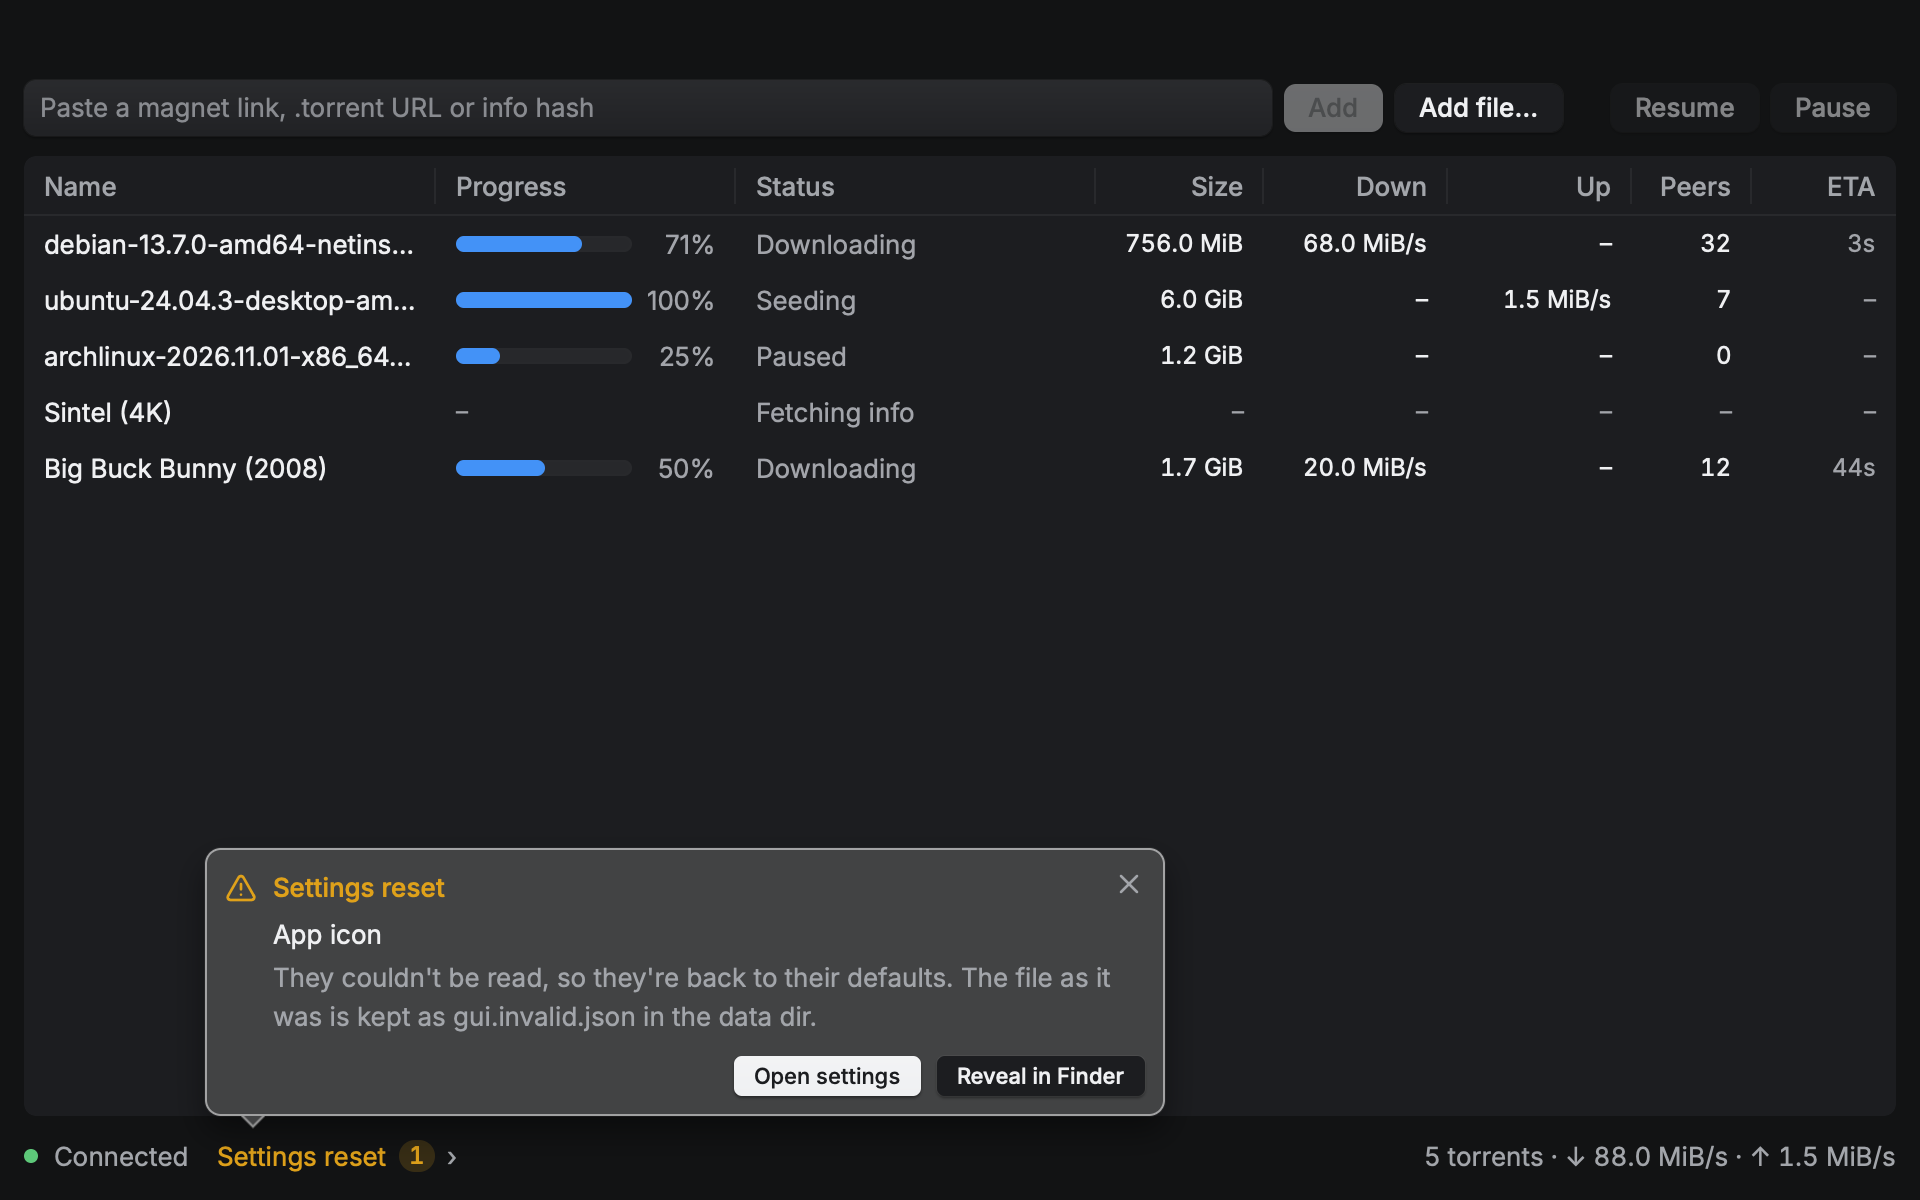 Paste a magnet link, .torrent URL or info hash Add Add file... Resume Pause
Name Progress Status Size Down Up Peers ETA
debian-13.7.0-amd64-netins... 71% Downloading 756.0 MiB 68.0 MiB/s – 32 3s
ubuntu-24.04.3-desktop-am... 100% Seeding 6.0 GiB – 1.5 MiB/s 7 –
archlinux-2026.11.01-x86_64... 25% Paused 1.2 GiB – – 0 –
Sintel (4K) – Fetching info – – – – –
Big Buck Bunny (2008) 50% Downloading 1.7 GiB 20.0 MiB/s – 12 44s
Settings reset
App icon
They couldn't be read, so they're back to their defaults. The file as it
was is kept as gui.invalid.json in the data dir.
Open settings Reveal in Finder
Connected Settings reset 1 › 5 torrents · ↓ 88.0 MiB/s · ↑ 1.5 MiB/s